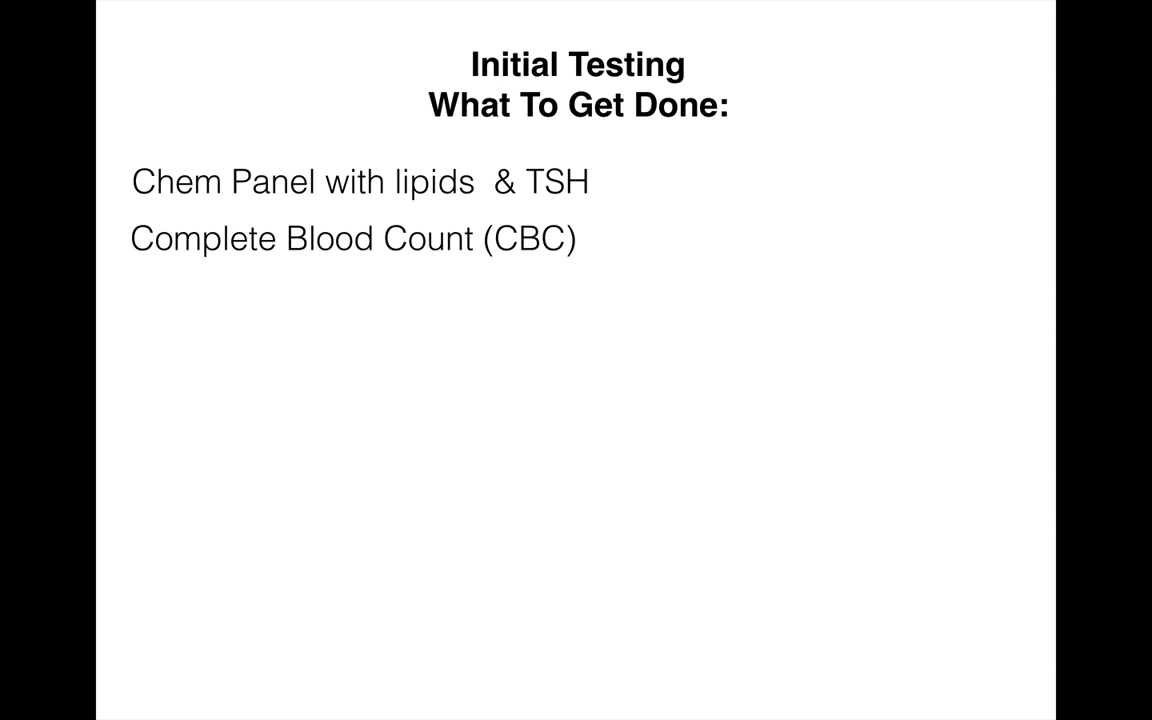 Initial Testing
What To Get Done:
Chem Panel with lipids & TSH
Complete Blood Count (CBC)